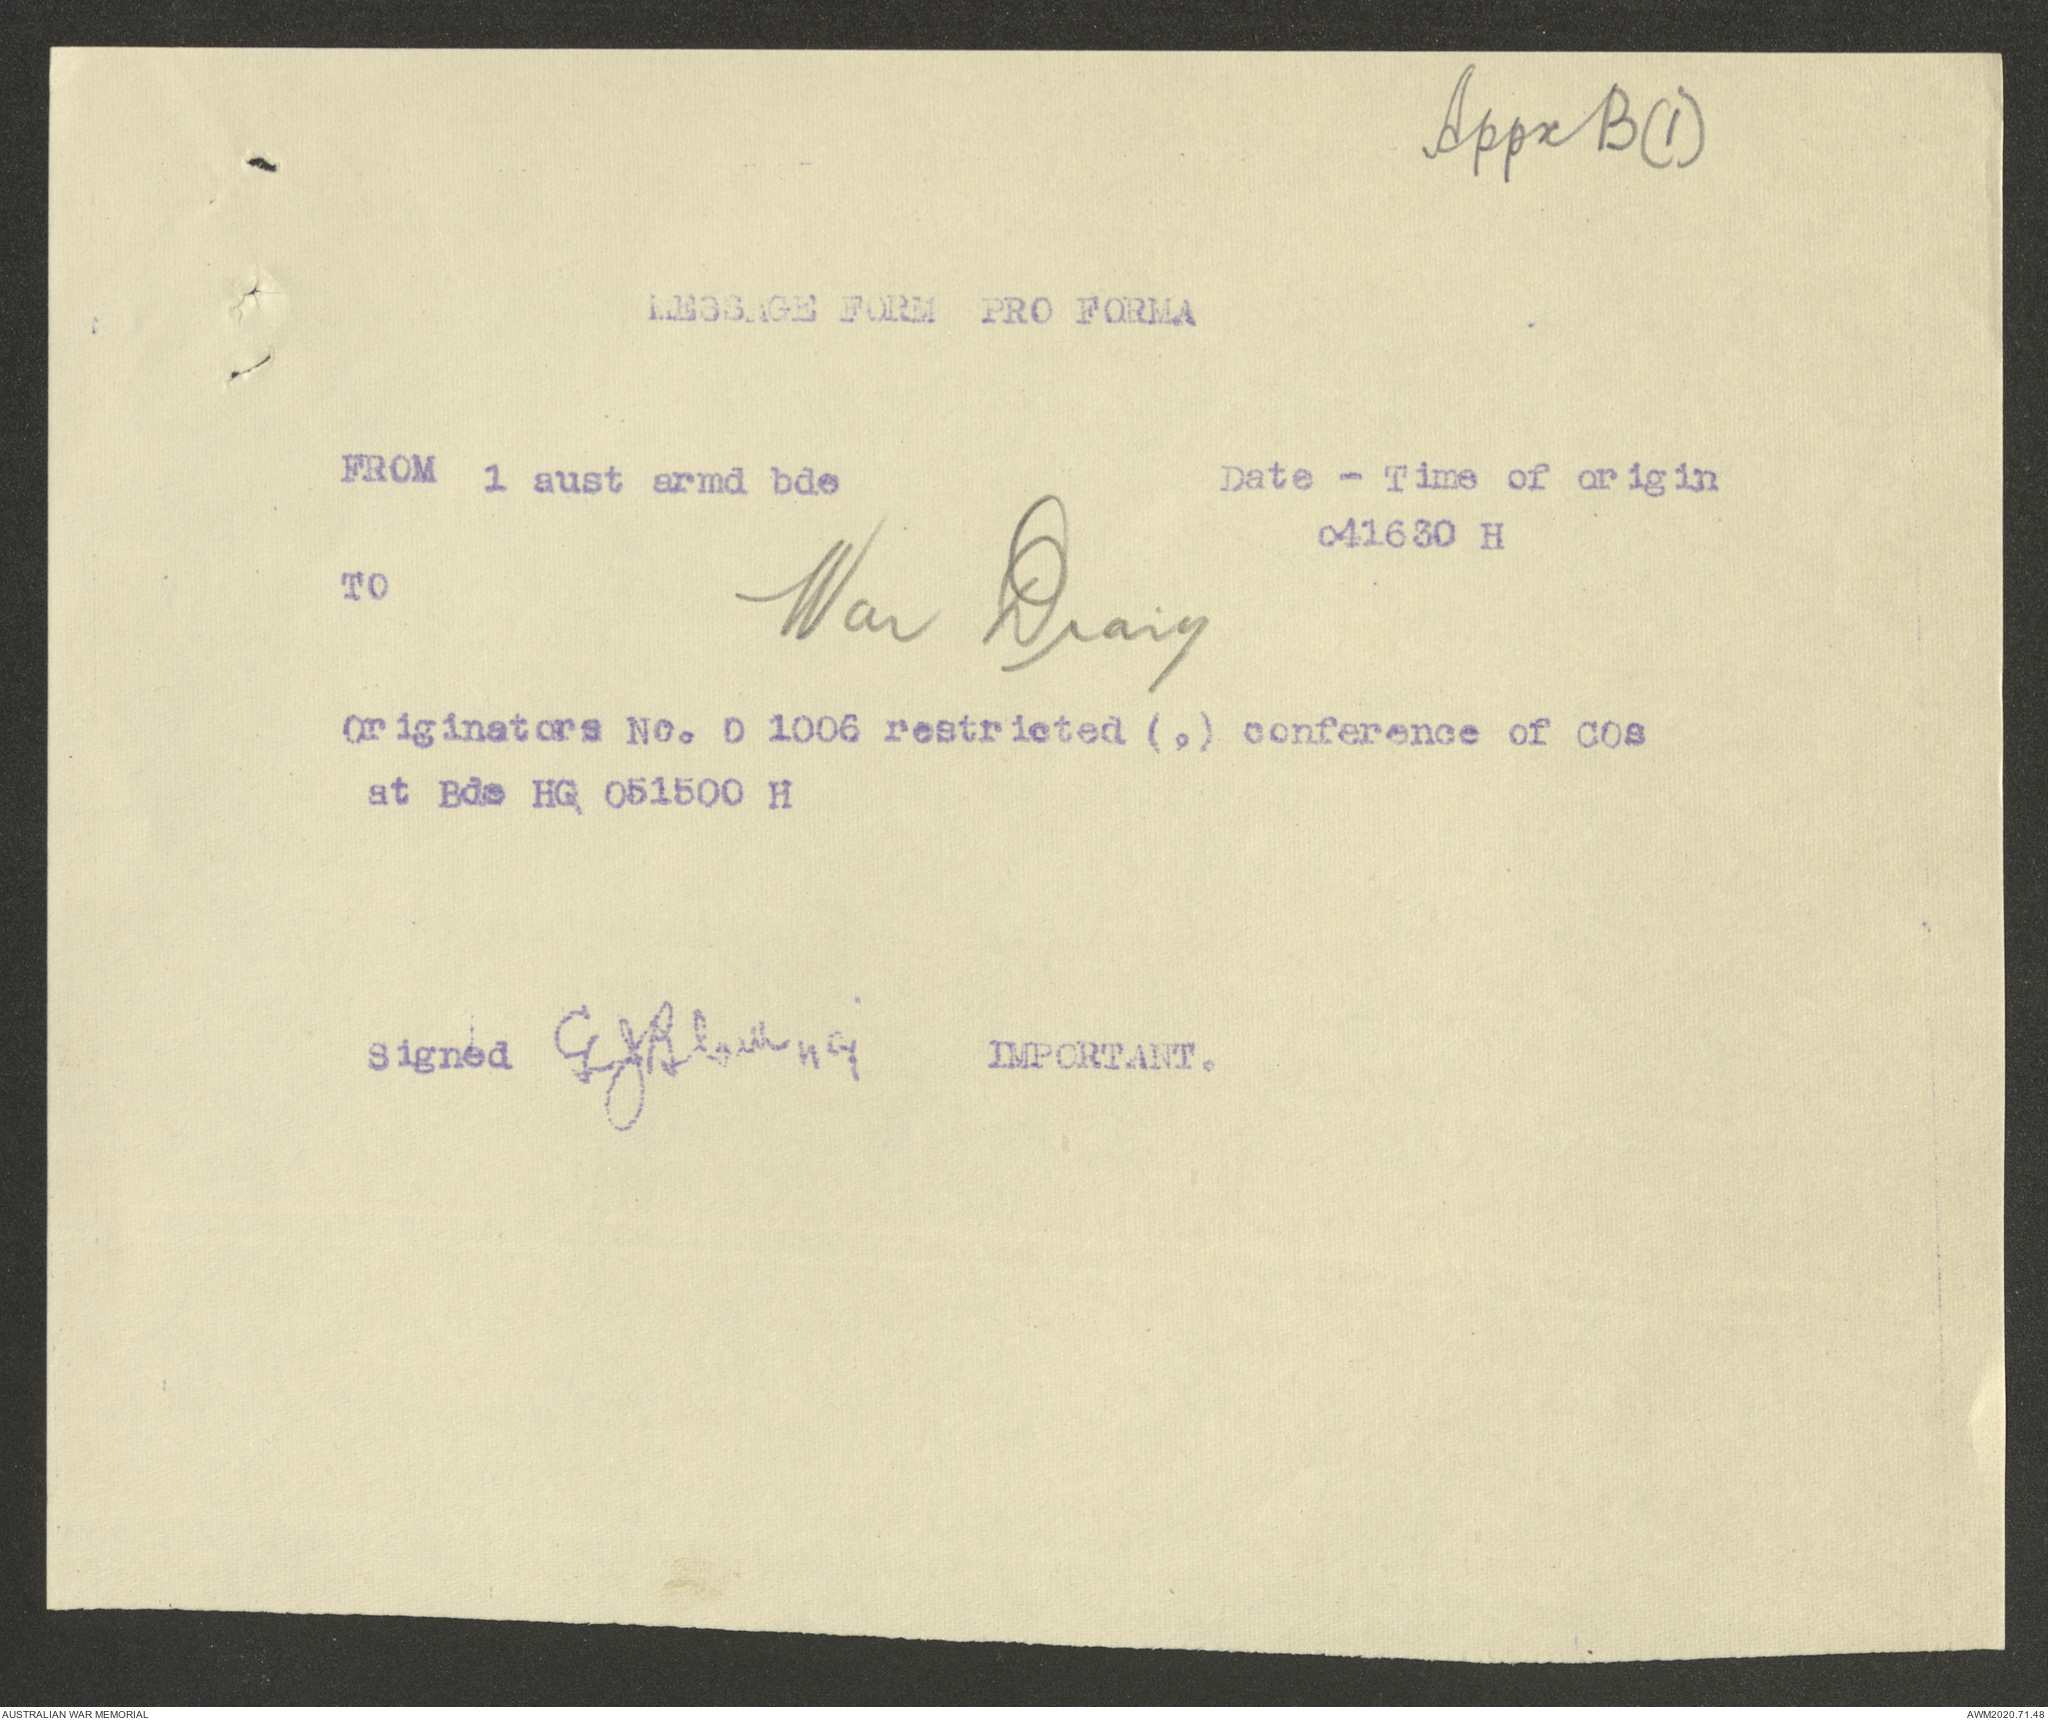 Appx B(1)
MESSAGE FORM PRO FORMA
FROM 1 aust armd bde
Date - Time of origin
041630 H
TO
War Diary
Originators No. D 1006 restricted (.) conference of COs
at Bde HQ 051500 H
Signed
IMPORTANT.
AUSTRALIAN WAR MEMORIAL
AWM2020.71.48